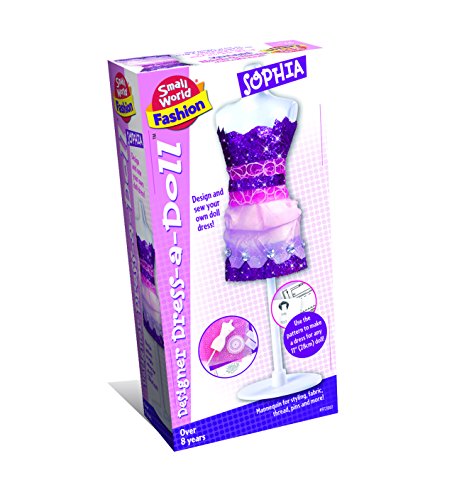 Small
World
Fashion
SOPHIA
SOPHIA
Designer Dress-a-Doll
Design and
sew your
own doll
dress!
Use the
pattern to make
a dress for any
11" (28cm) doll
Mannequin for styling, fabric,
thread, pins and more!
Over
8 years